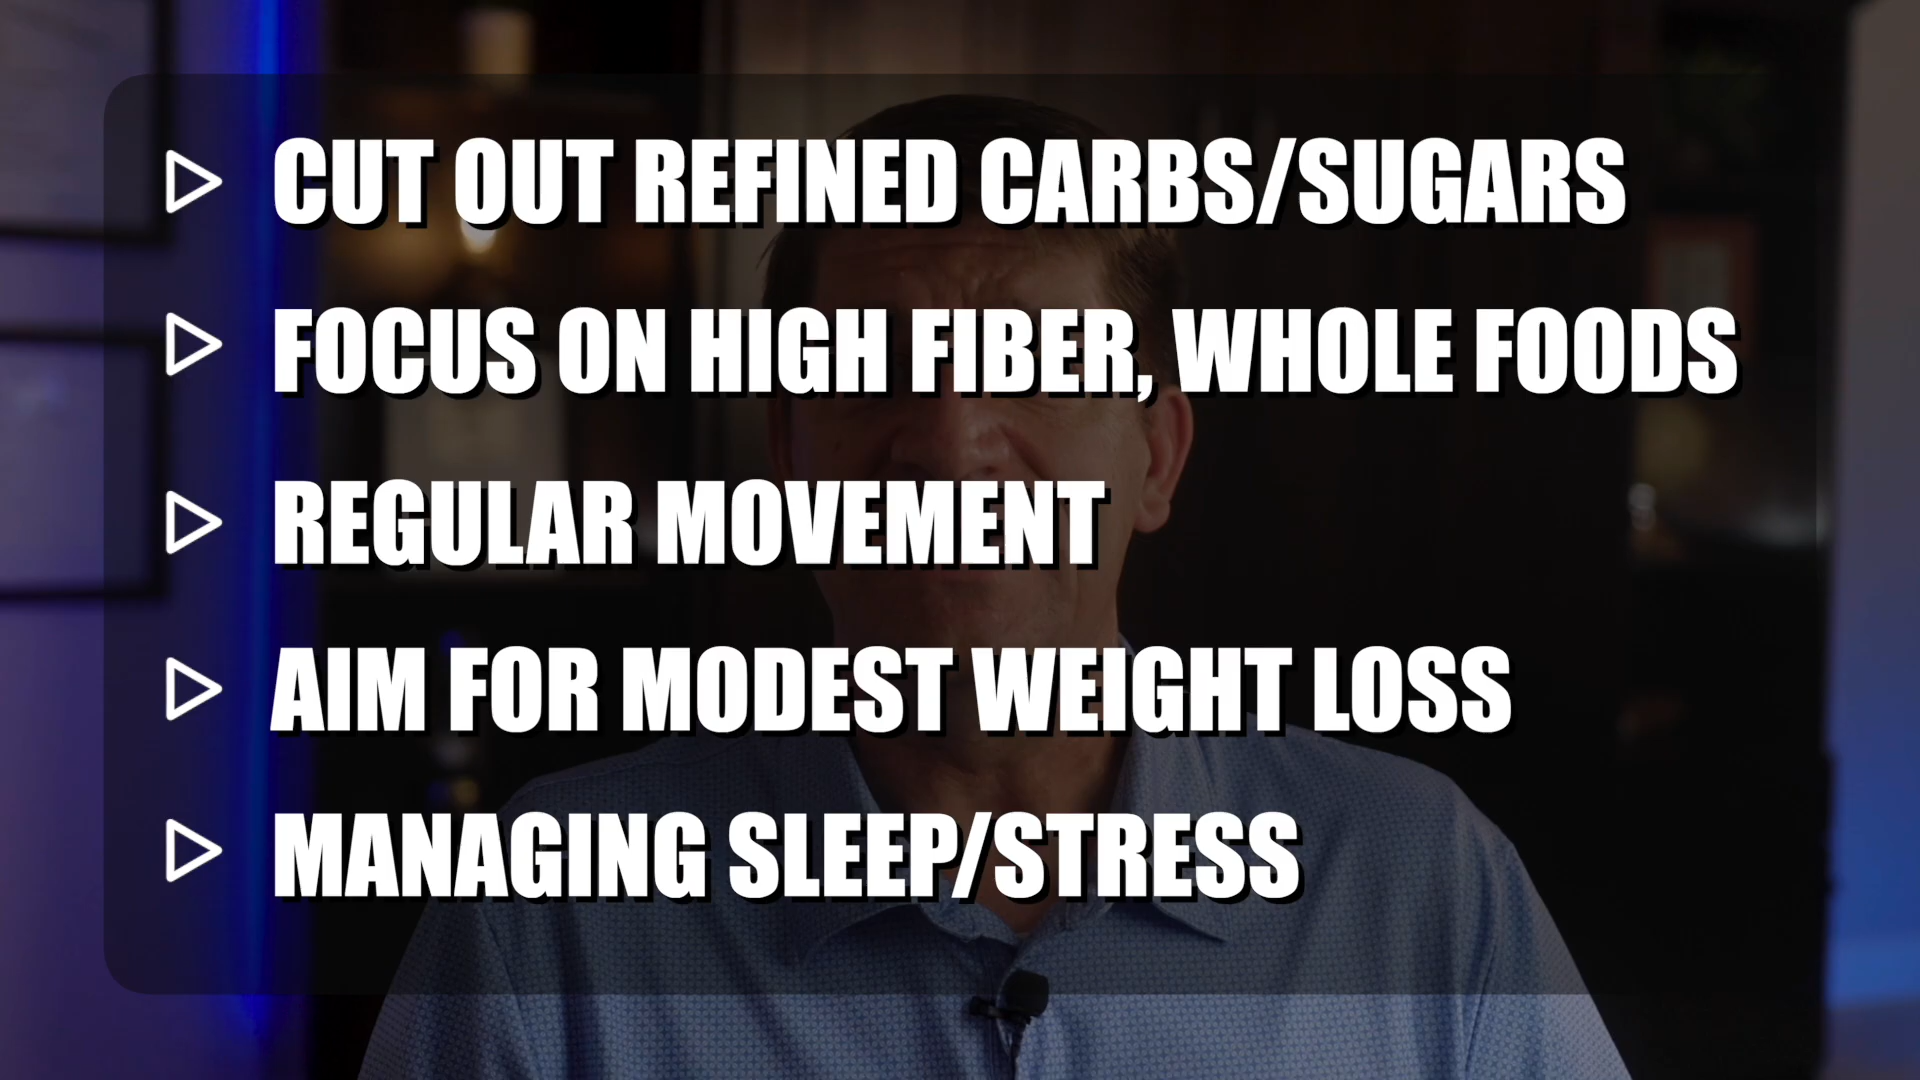 CUT OUT REFINED CARBS/SUGARS
FOCUS ON HIGH FIBER, WHOLE FOODS
REGULAR MOVEMENT
AIM FOR MODEST WEIGHT LOSS
MANAGING SLEEP/STRESS